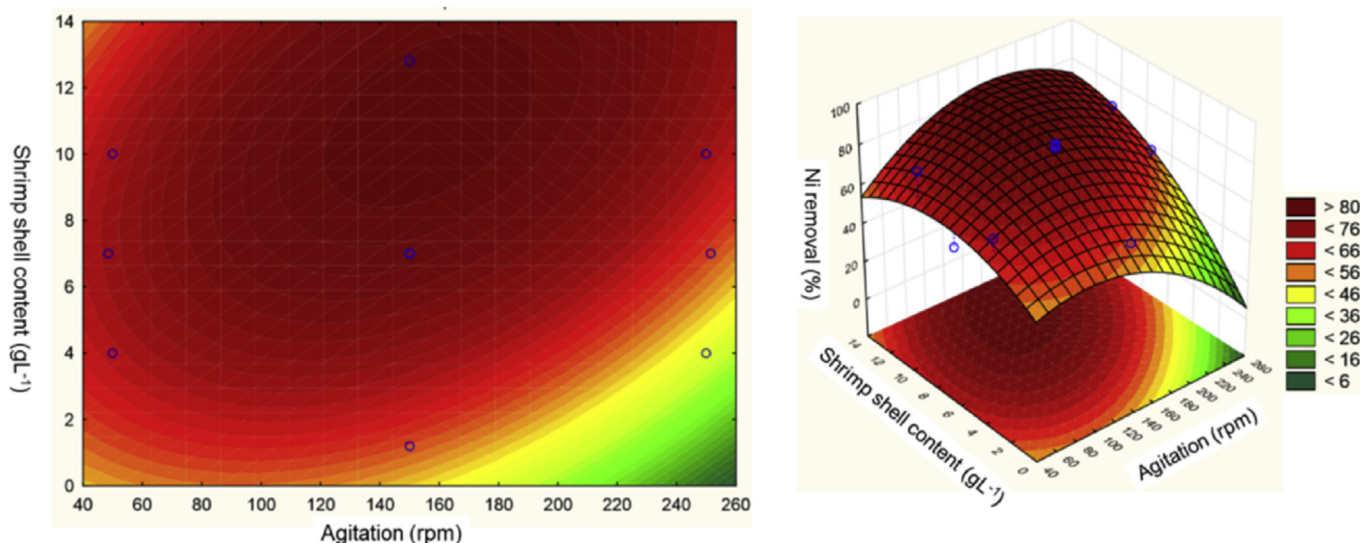 14
12
10
8
6
4
2
0
Shrimp shell content (gL-1)
40 60 80 100 120 140 160 180 200 220 240 260
Agitation (rpm)
100
80
60
40
20
0
Ni removal (%)
14 12 10 8 6 4 2 0
Shrimp shell content (gL-1)
40 60 80 100 120 140 160 180 200 220 240 260
Agitation (rpm)
> 80
< 76
< 66
< 56
< 46
< 36
< 26
< 16
< 6